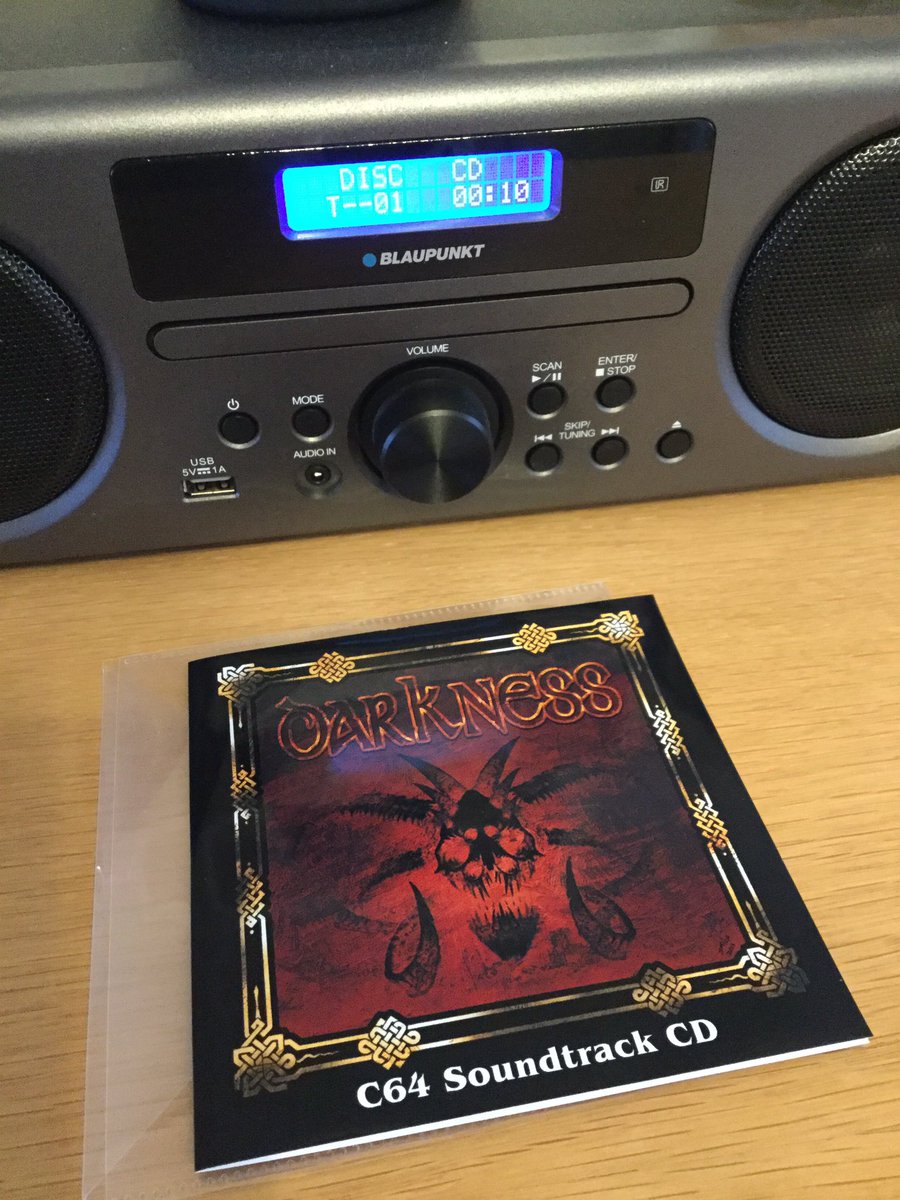 DISC CD
T--01 00:10
BLAUPUNKT
VOLUME
SCAN
ENTER/
STOP
MODE
SKIP/
TUNING
AUDIO IN
USB
5V 1A
DARKNESS
C64 Soundtrack CD